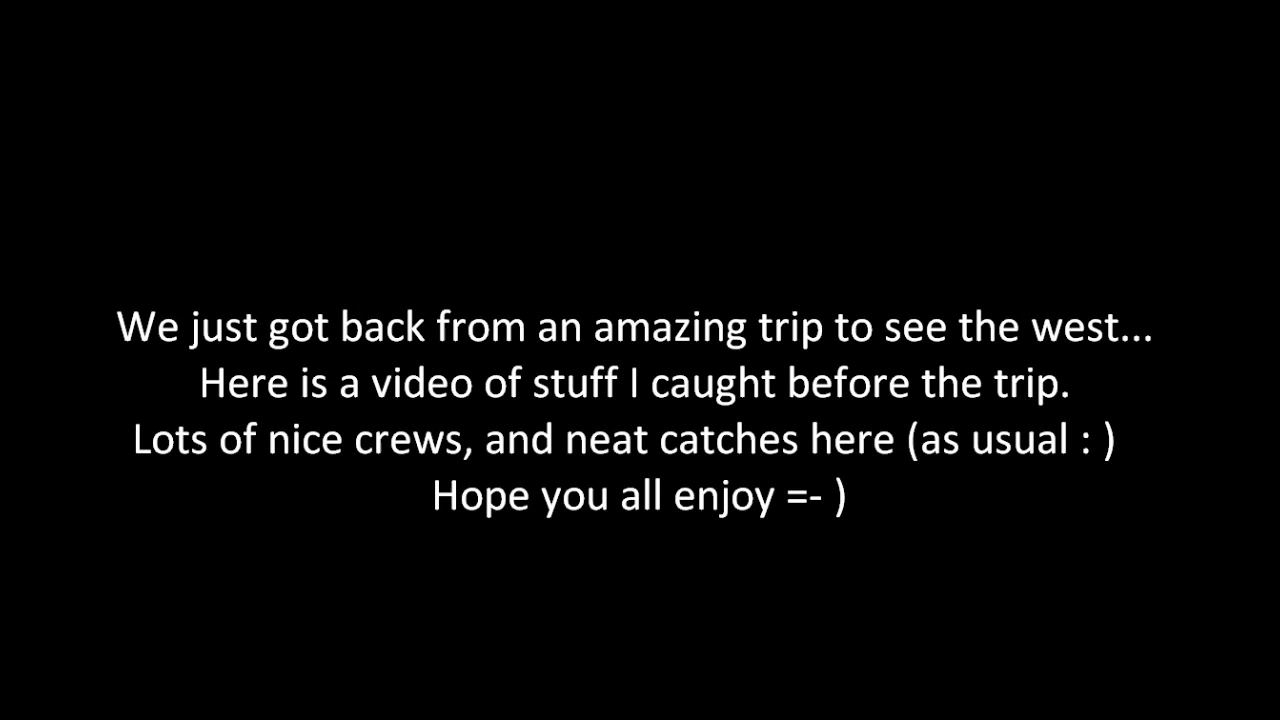 We just got back from an amazing trip to see the west...
Here is a video of stuff I caught before the trip.
Lots of nice crews, and neat catches here (as usual : )
Hope you all enjoy =- )